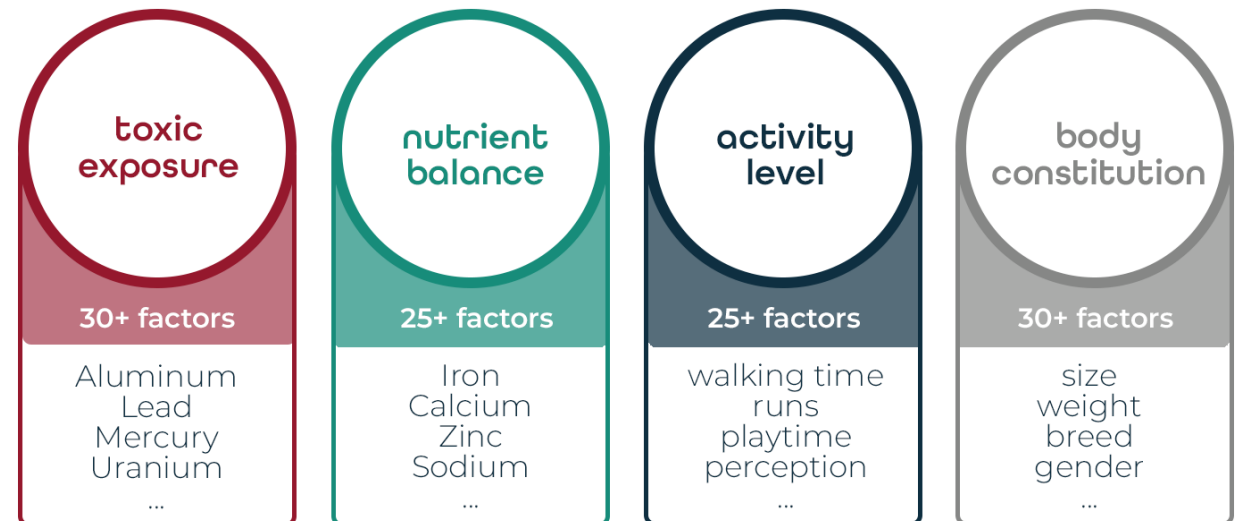 toxic
exposure
30+ factors
Aluminum
Lead
Mercury
Uranium
...
nutrient
balance
25+ factors
Iron
Calcium
Zinc
Sodium
...
activity
level
25+ factors
walking time
runs
playtime
perception
...
body
constitution
30+ factors
size
weight
breed
gender
...